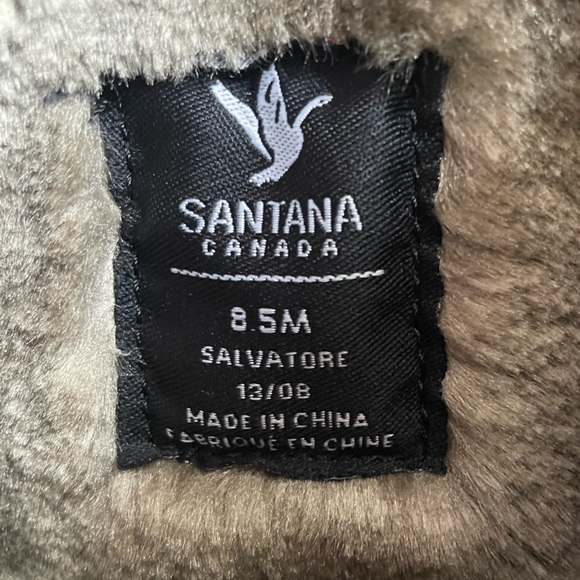 SANTANA
CANADA
8.5M
SALVATORE
13/08
MADE IN CHINA
FABRIQUÉ EN CHINE